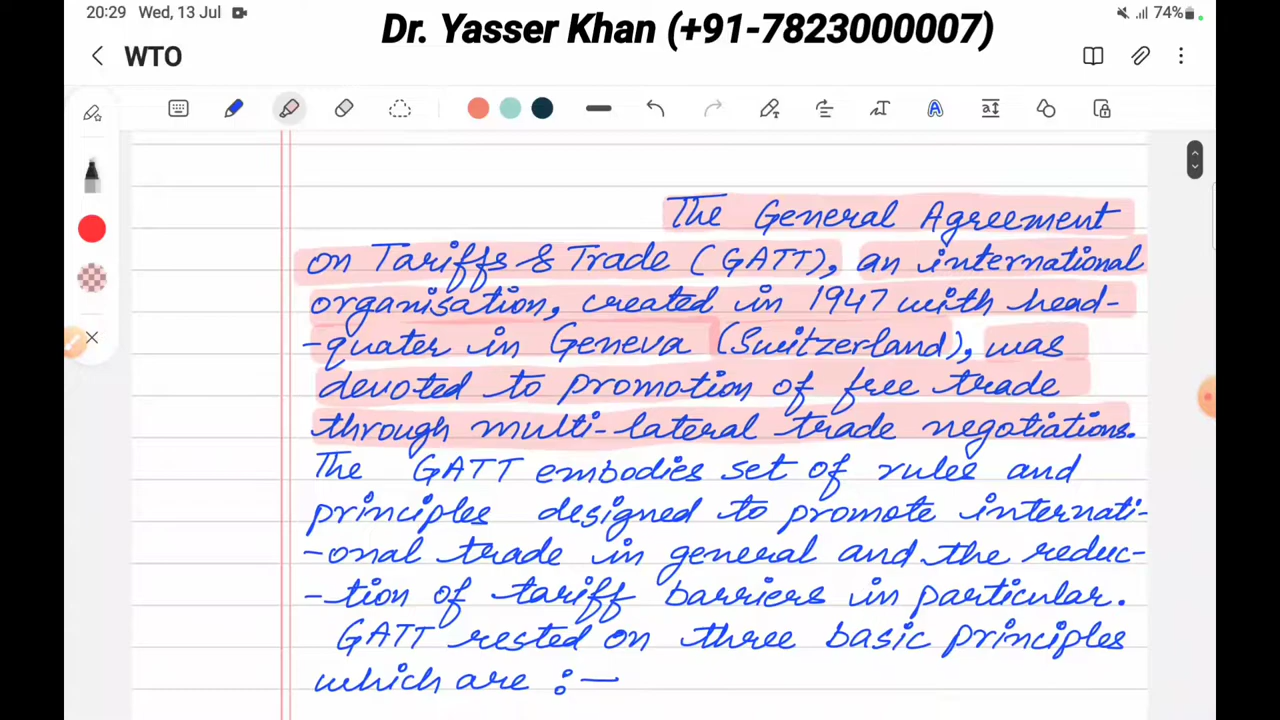 20:29 Wed, 13 Jul
Dr. Yasser Khan (+91-7823000007)
74%
WTO
The General Agreement
on Tariffs & Trade (GATT), an international
organisation, created in 1947 with head-
-quater in Geneva (Switzerland), was
devoted to promotion of free trade
through multi-lateral trade negotiations.
The GATT embodies set of rules and
principles designed to promote internati-
-onal trade in general and the reduc-
-tion of tariff barriers in particular.
GATT rested on three basic principles
which are :—